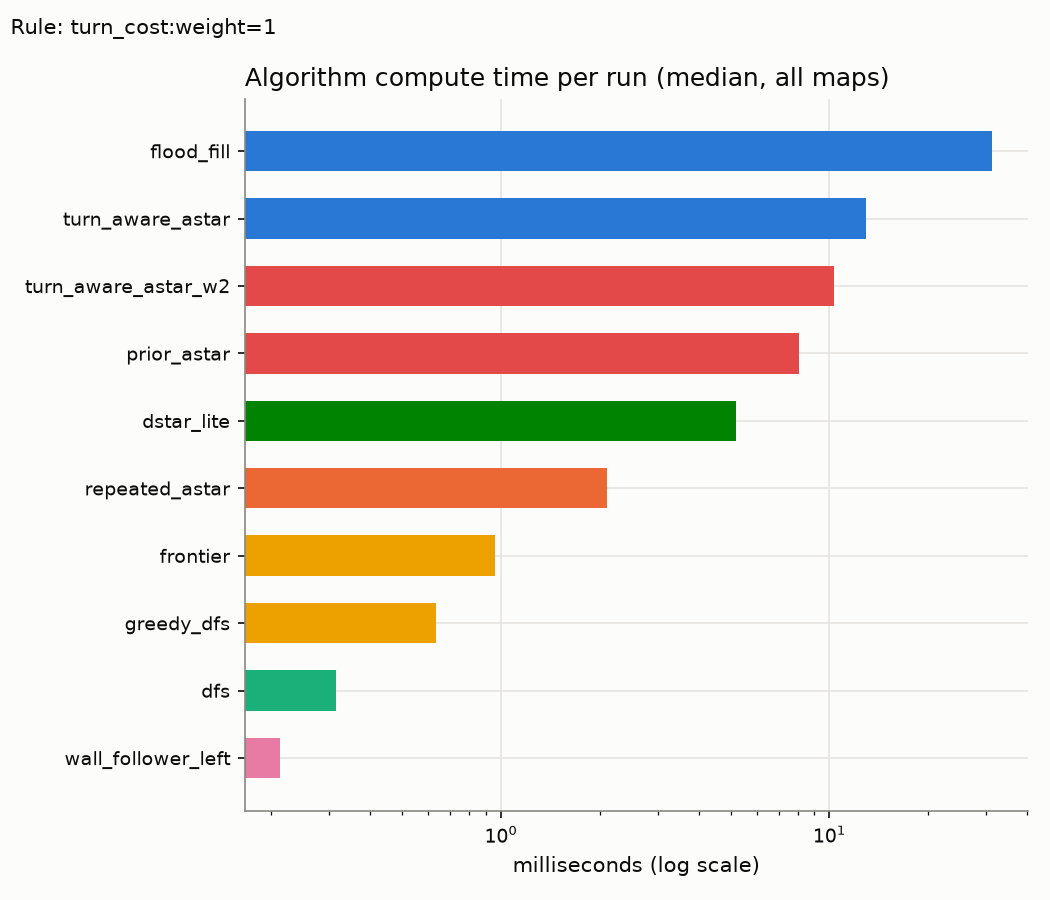 Rule: turn_cost:weight=1
Algorithm compute time per run (median, all maps)
flood_fill
turn_aware_astar
turn_aware_astar_w2
prior_astar
dstar_lite
repeated_astar
frontier
greedy_dfs
dfs
wall_follower_left
10⁰ 10¹
milliseconds (log scale)